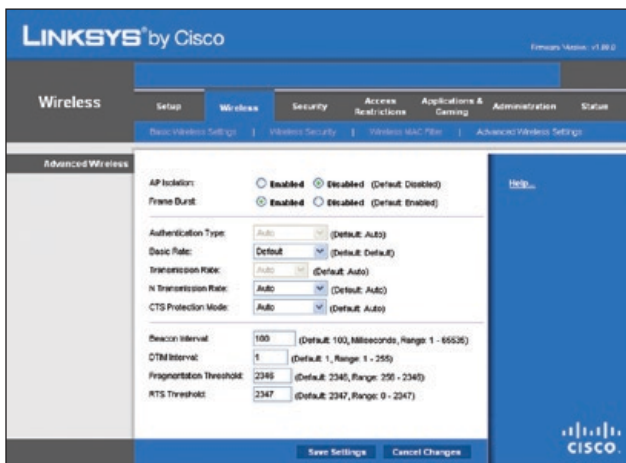 LINKSYS® by Cisco
Firmware Version: v1.00.0
Wireless
Setup Wireless Security Access Restrictions Applications & Gaming Administration Status
Basic Wireless Settings | Wireless Security | Wireless MAC Filter | Advanced Wireless Settings
Advanced Wireless
AP Isolation: Enabled Disabled (Default: Disabled)
Help...
Frame Burst: Enabled Disabled (Default: Enabled)
Authentication Type: Auto (Default: Auto)
Basic Rate: Default (Default: Default)
Transmission Rate: Auto (Default: Auto)
N Transmission Rate: Auto (Default: Auto)
CTS Protection Mode: Auto (Default: Auto)
Beacon Interval: 100 (Default: 100, Milliseconds, Range: 1 - 65535)
DTIM Interval: 1 (Default: 1, Range: 1 - 255)
Fragmentation Threshold: 2346 (Default: 2346, Range: 256 - 2346)
RTS Threshold: 2347 (Default: 2347, Range: 0 - 2347)
Save Settings Cancel Changes
CISCO